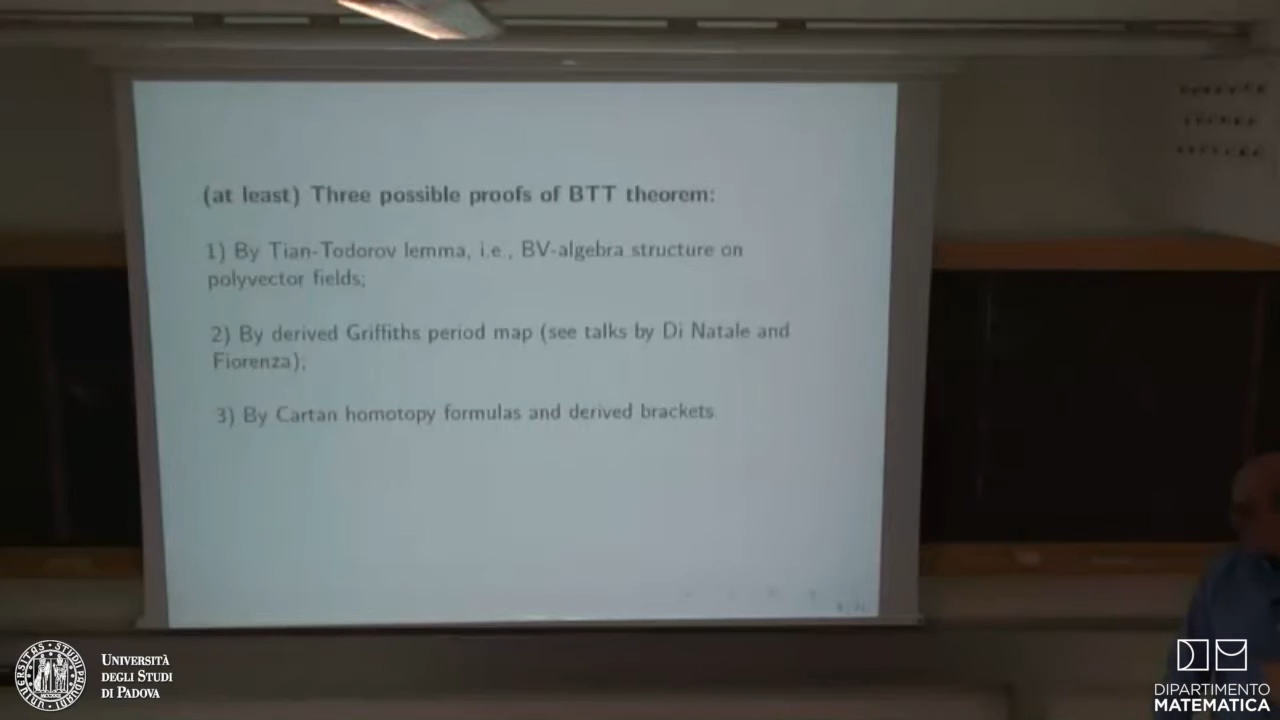 (at least) Three possible proofs of BTT theorem:
1) By Tian-Todorov lemma, i.e., BV-algebra structure on
polyvector fields;
2) By derived Griffiths period map (see talks by Di Natale and
Fiorenza);
3) By Cartan homotopy formulas and derived brackets.
UNIVERSITÀ
DEGLI STUDI
DI PADOVA
DIPARTIMENTO
MATEMATICA